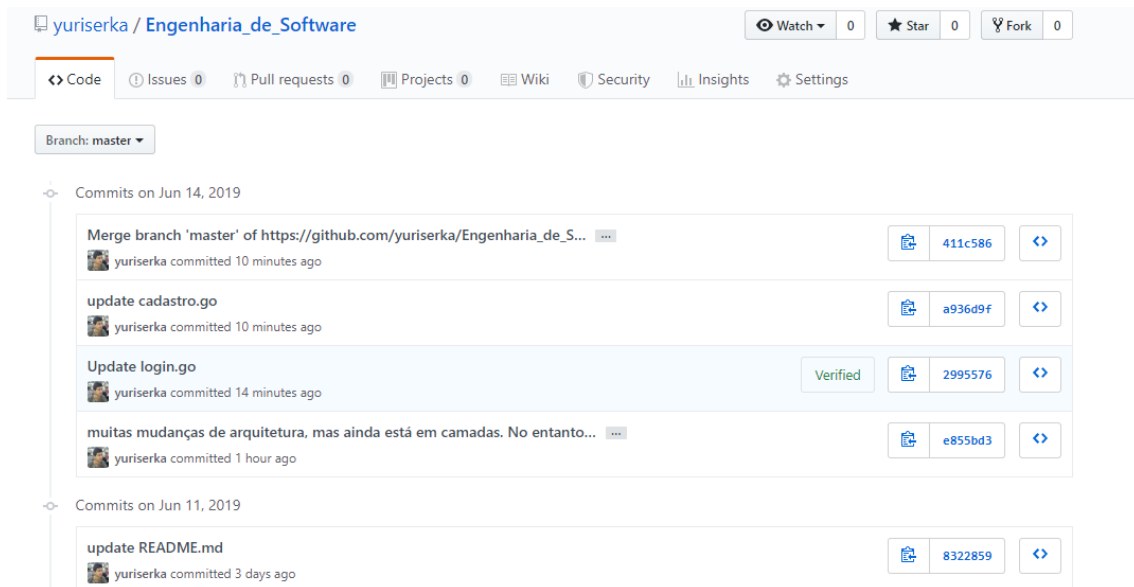 yuriserka / Engenharia_de_Software
Watch 0 Star 0 Fork 0
Code Issues 0 Pull requests 0 Projects 0 Wiki Security Insights Settings
Branch: master
Commits on Jun 14, 2019
Merge branch 'master' of https://github.com/yuriserka/Engenharia_de_S... ...
411c586
yuriserka committed 10 minutes ago
update cadastro.go
a936d9f
yuriserka committed 10 minutes ago
Update login.go
Verified 2995576
yuriserka committed 14 minutes ago
muitas mudanças de arquitetura, mas ainda está em camadas. No entanto... ...
e855bd3
yuriserka committed 1 hour ago
Commits on Jun 11, 2019
update README.md
8322859
yuriserka committed 3 days ago